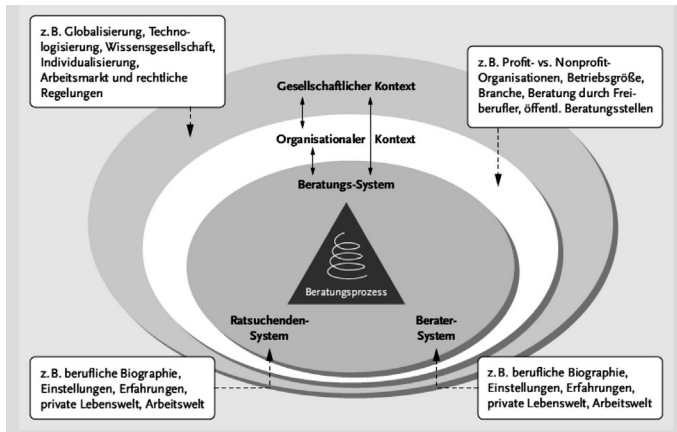 z. B. Globalisierung, Techno-
logisierung, Wissensgesellschaft,
Individualisierung,
Arbeitsmarkt und rechtliche
Regelungen
z. B. Profit- vs. Nonprofit-
Organisationen, Betriebsgröße,
Branche, Beratung durch Frei-
berufler, öffentl. Beratungsstellen
Gesellschaftlicher Kontext
Organisationaler Kontext
Beratungs-System
Beratungsprozess
Ratsuchenden-
System
Berater-
System
z. B. berufliche Biographie,
Einstellungen, Erfahrungen,
private Lebenswelt, Arbeitswelt
z. B. berufliche Biographie,
Einstellungen, Erfahrungen,
private Lebenswelt, Arbeitswelt